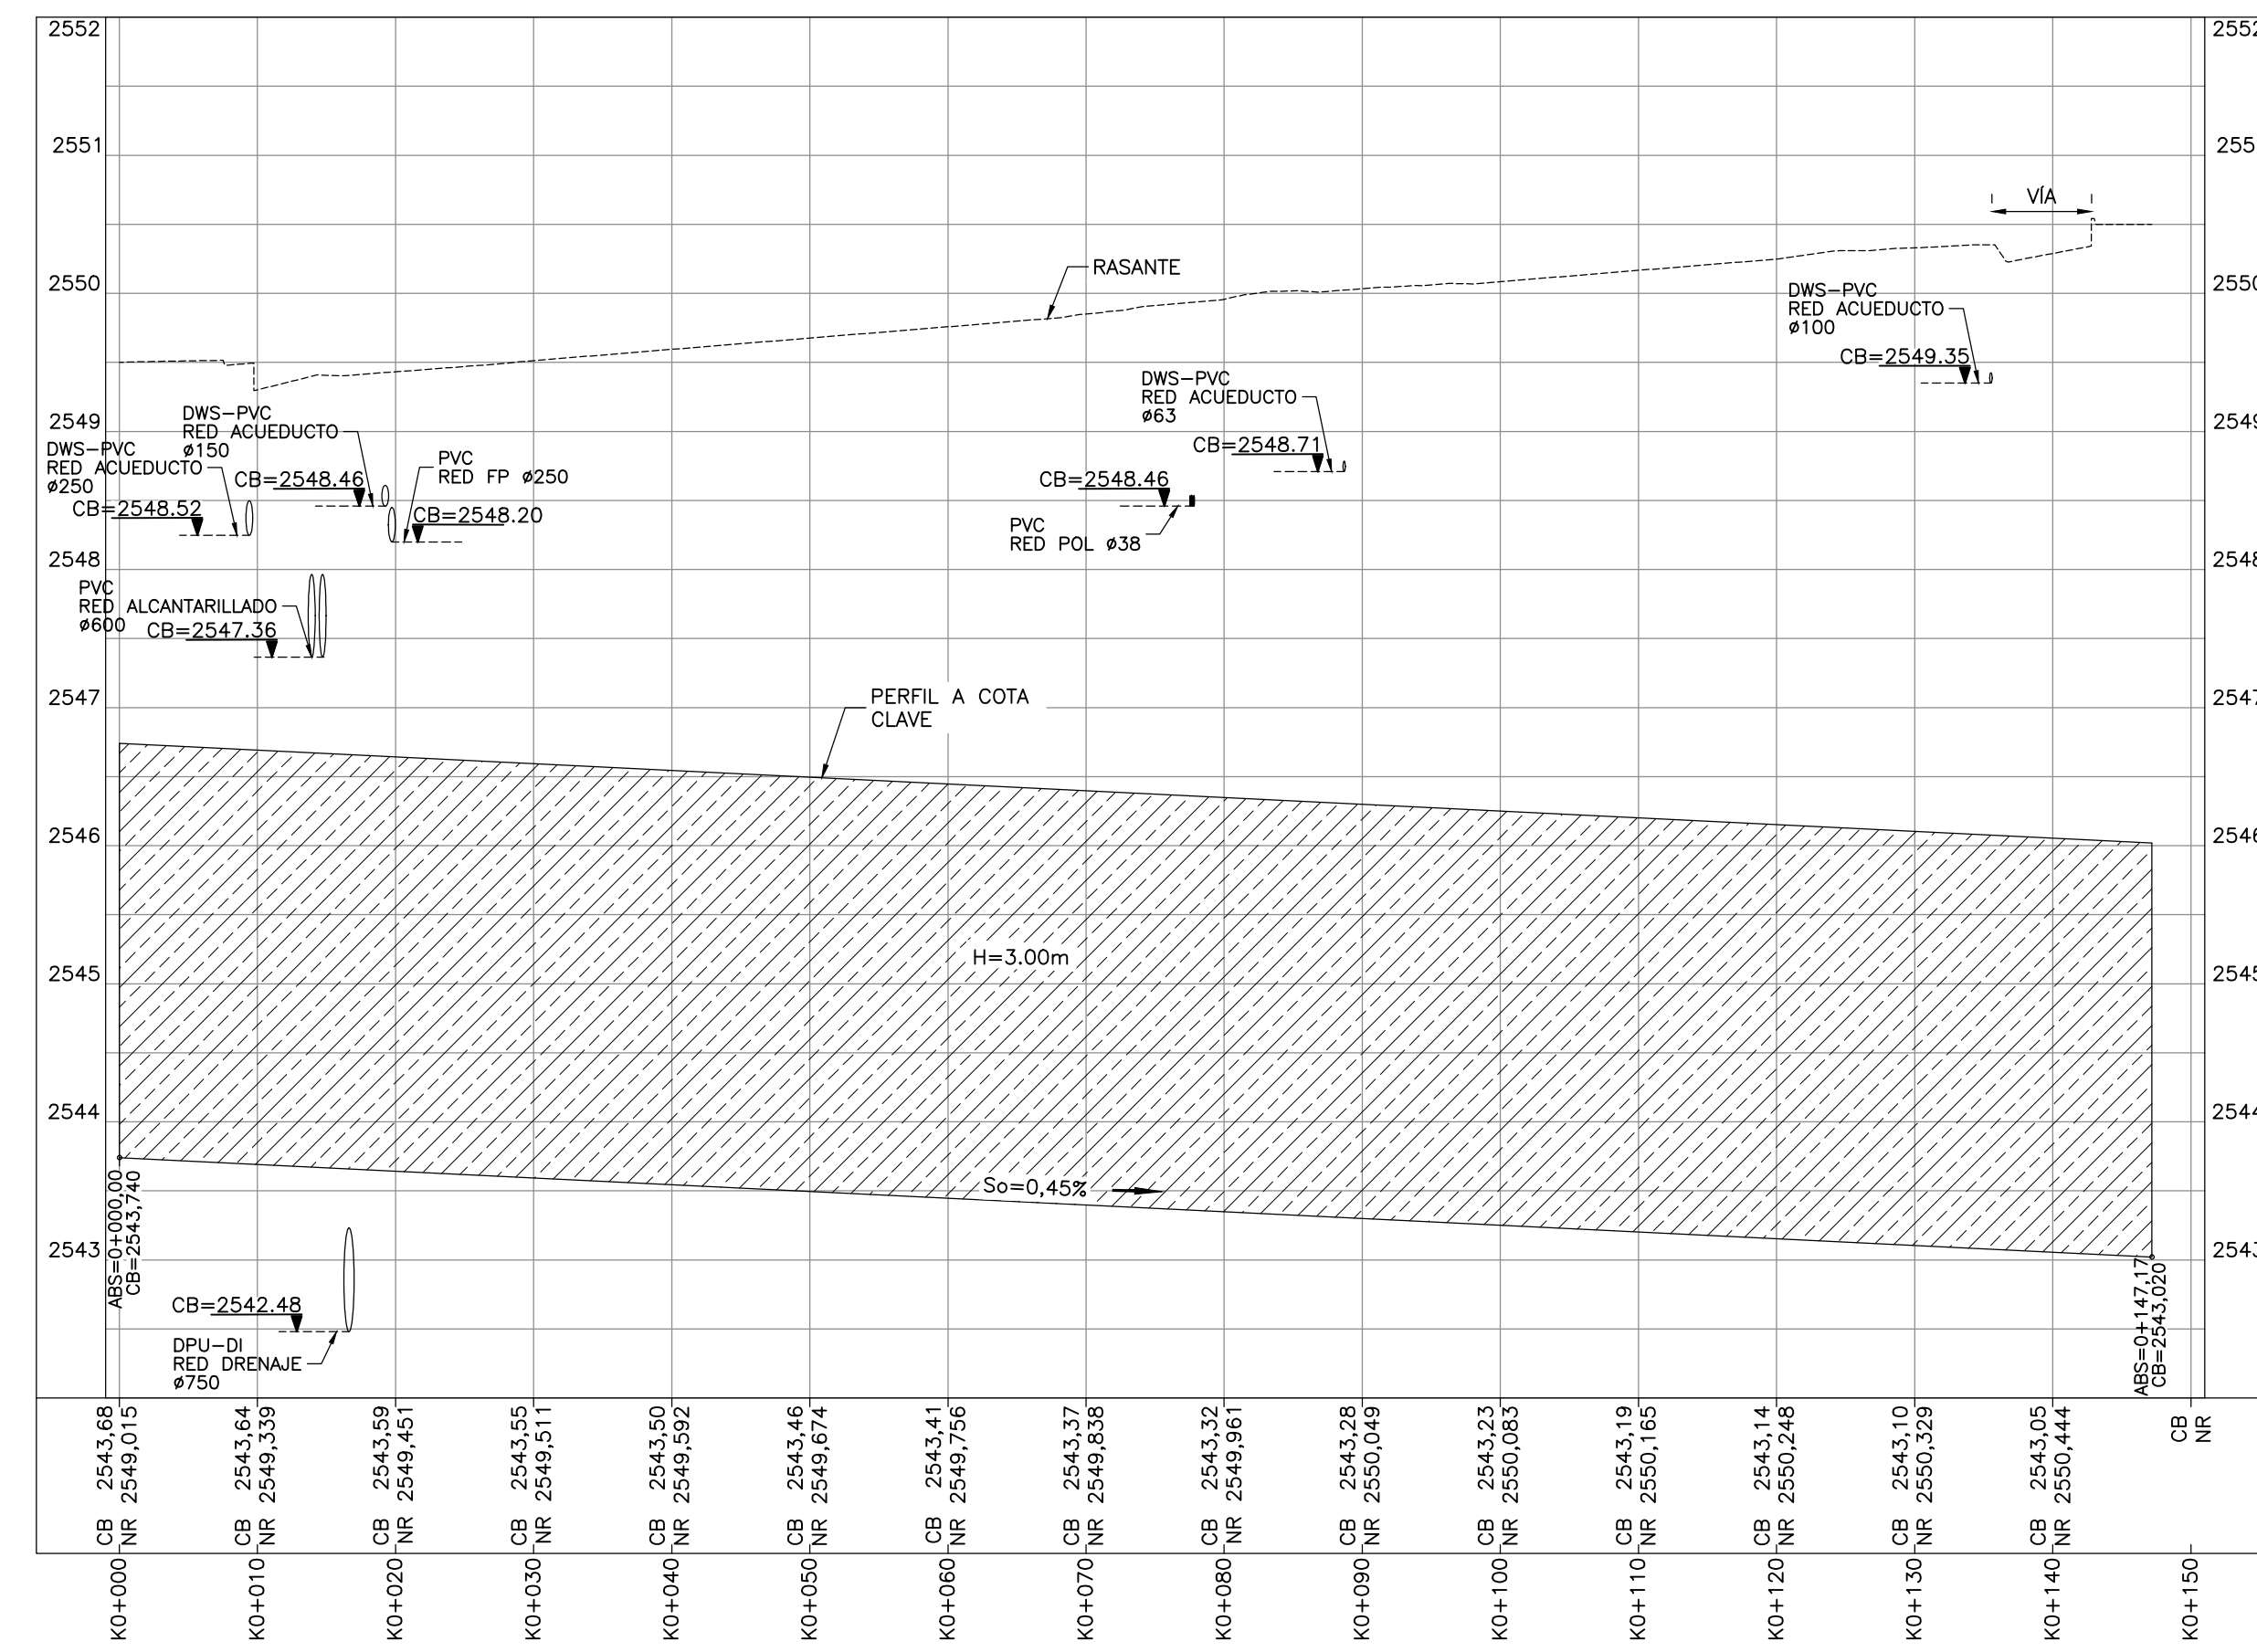 2552
2552
2551
255
VÍA
RASANTE
2550
2550
DWS-PVC
RED ACUEDUCTO
ø100
CB=2549.35
DWS-PVC
RED ACUEDUCTO
ø63
CB=2548.71
2549
2549
DWS-PVC
RED ACUEDUCTO
ø150
CB=2548.46
DWS-PVC
RED ACUEDUCTO
ø250
CB=2548.52
PVC
RED FP ø250
CB=2548.20
CB=2548.46
PVC
RED POL ø38
2548
2548
PVC
RED ALCANTARILLADO
ø600
CB=2547.36
2547
2547
PERFIL A COTA
CLAVE
2546
2546
H=3.00m
2545
2545
2544
2544
So=0,45%
2543
2543
ABS=0+000,00
CB=2543,740
CB=2542.48
DPU-DI
RED DRENAJE
ø750
ABS=0+147,17
CB=2543,020
CB 2543,68
NR 2549,015
CB 2543,64
NR 2549,339
CB 2543,59
NR 2549,451
CB 2543,55
NR 2549,511
CB 2543,50
NR 2549,592
CB 2543,46
NR 2549,674
CB 2543,41
NR 2549,756
CB 2543,37
NR 2549,838
CB 2543,32
NR 2549,961
CB 2543,28
NR 2550,049
CB 2543,23
NR 2550,083
CB 2543,19
NR 2550,165
CB 2543,14
NR 2550,248
CB 2543,10
NR 2550,329
CB 2543,05
NR 2550,444
CB
NR
K0+000
K0+010
K0+020
K0+030
K0+040
K0+050
K0+060
K0+070
K0+080
K0+090
K0+100
K0+110
K0+120
K0+130
K0+140
K0+150